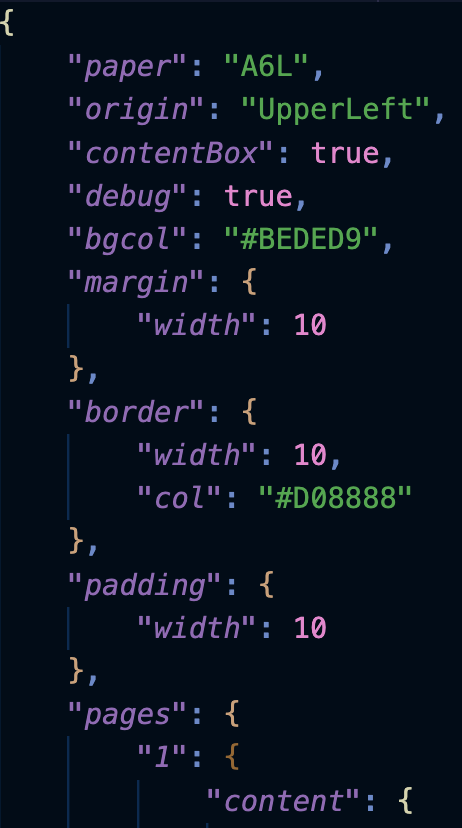 {
"paper": "A6L",
"origin": "UpperLeft",
"contentBox": true,
"debug": true,
"bgcol": "#BEDED9",
"margin": {
"width": 10
},
"border": {
"width": 10,
"col": "#D08888"
},
"padding": {
"width": 10
},
"pages": {
"1": {
"content": {